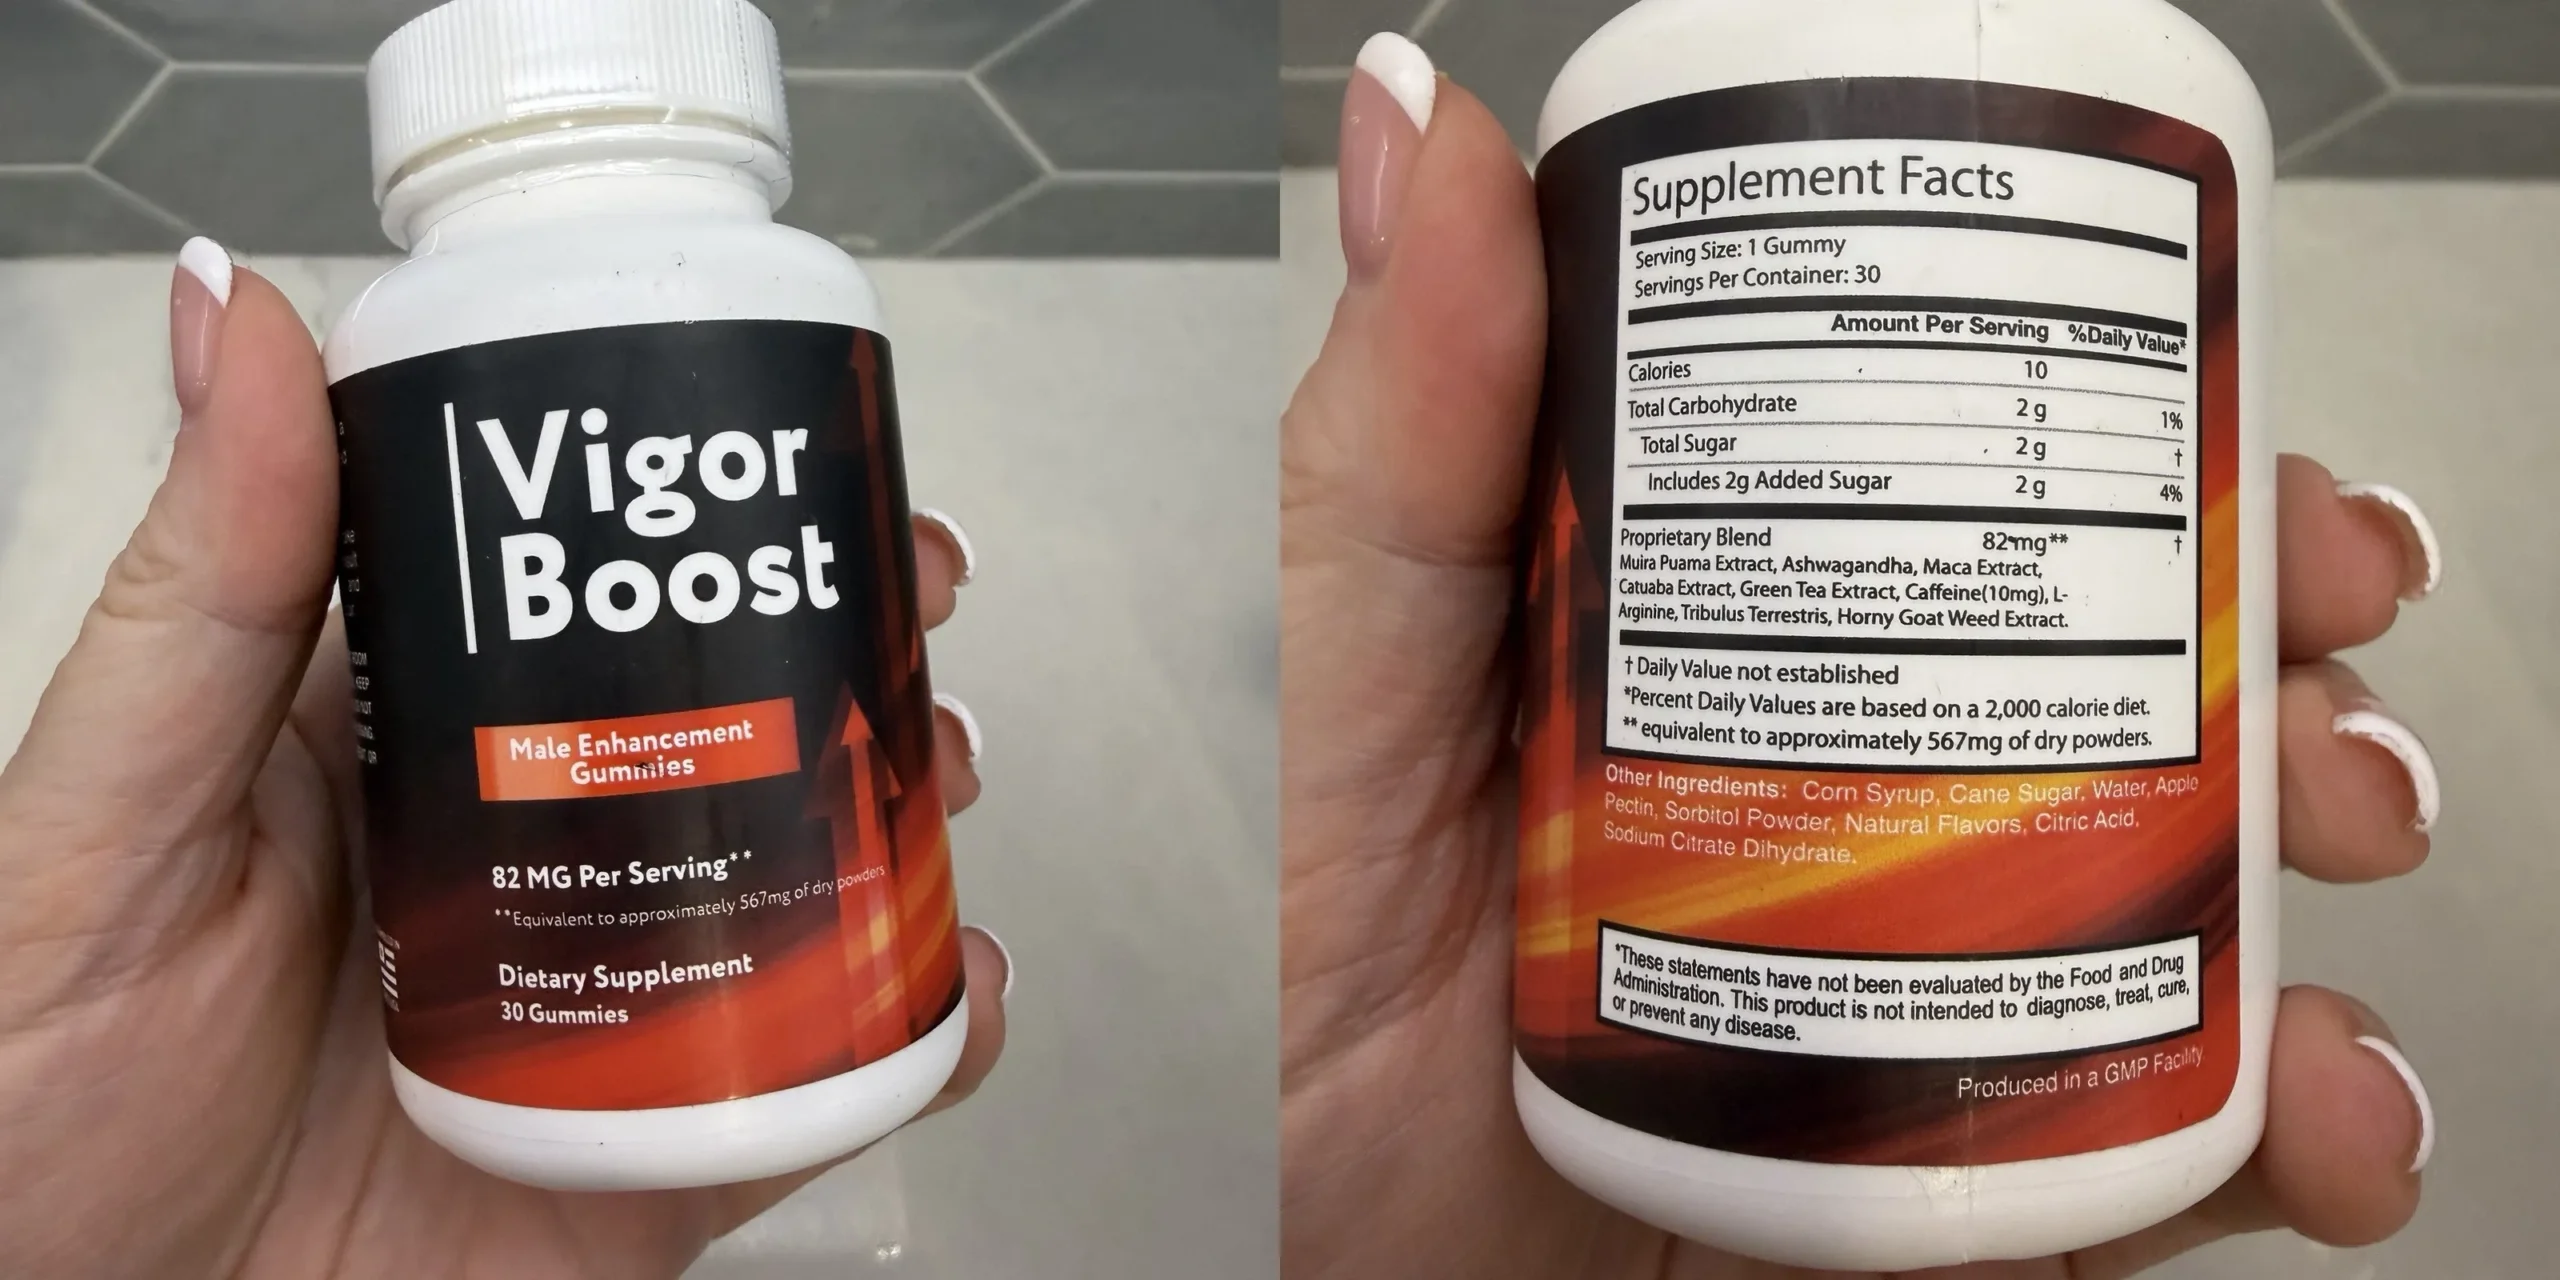 Vigor
Boost
Male Enhancement
Gummies
82 MG Per Serving**
**Equivalent to approximately 567mg of dry powders
Dietary Supplement
30 Gummies
Supplement Facts
Serving Size: 1 Gummy
Servings Per Container: 30
Amount Per Serving %Daily Value*
Calories 10
Total Carbohydrate 2 g 1%
Total Sugar 2 g †
Includes 2g Added Sugar 2 g 4%
Proprietary Blend 82mg** †
Muira Puama Extract, Ashwagandha, Maca Extract,
Catuaba Extract, Green Tea Extract, Caffeine(10mg), L-
Arginine, Tribulus Terrestris, Horny Goat Weed Extract.
† Daily Value not established
*Percent Daily Values are based on a 2,000 calorie diet.
** equivalent to approximately 567mg of dry powders.
Other Ingredients: Corn Syrup, Cane Sugar, Water, Apple
Pectin, Sorbitol Powder, Natural Flavors, Citric Acid,
Sodium Citrate Dihydrate.
*These statements have not been evaluated by the Food and Drug
Administration. This product is not intended to diagnose, treat, cure,
or prevent any disease.
Produced in a GMP Facility